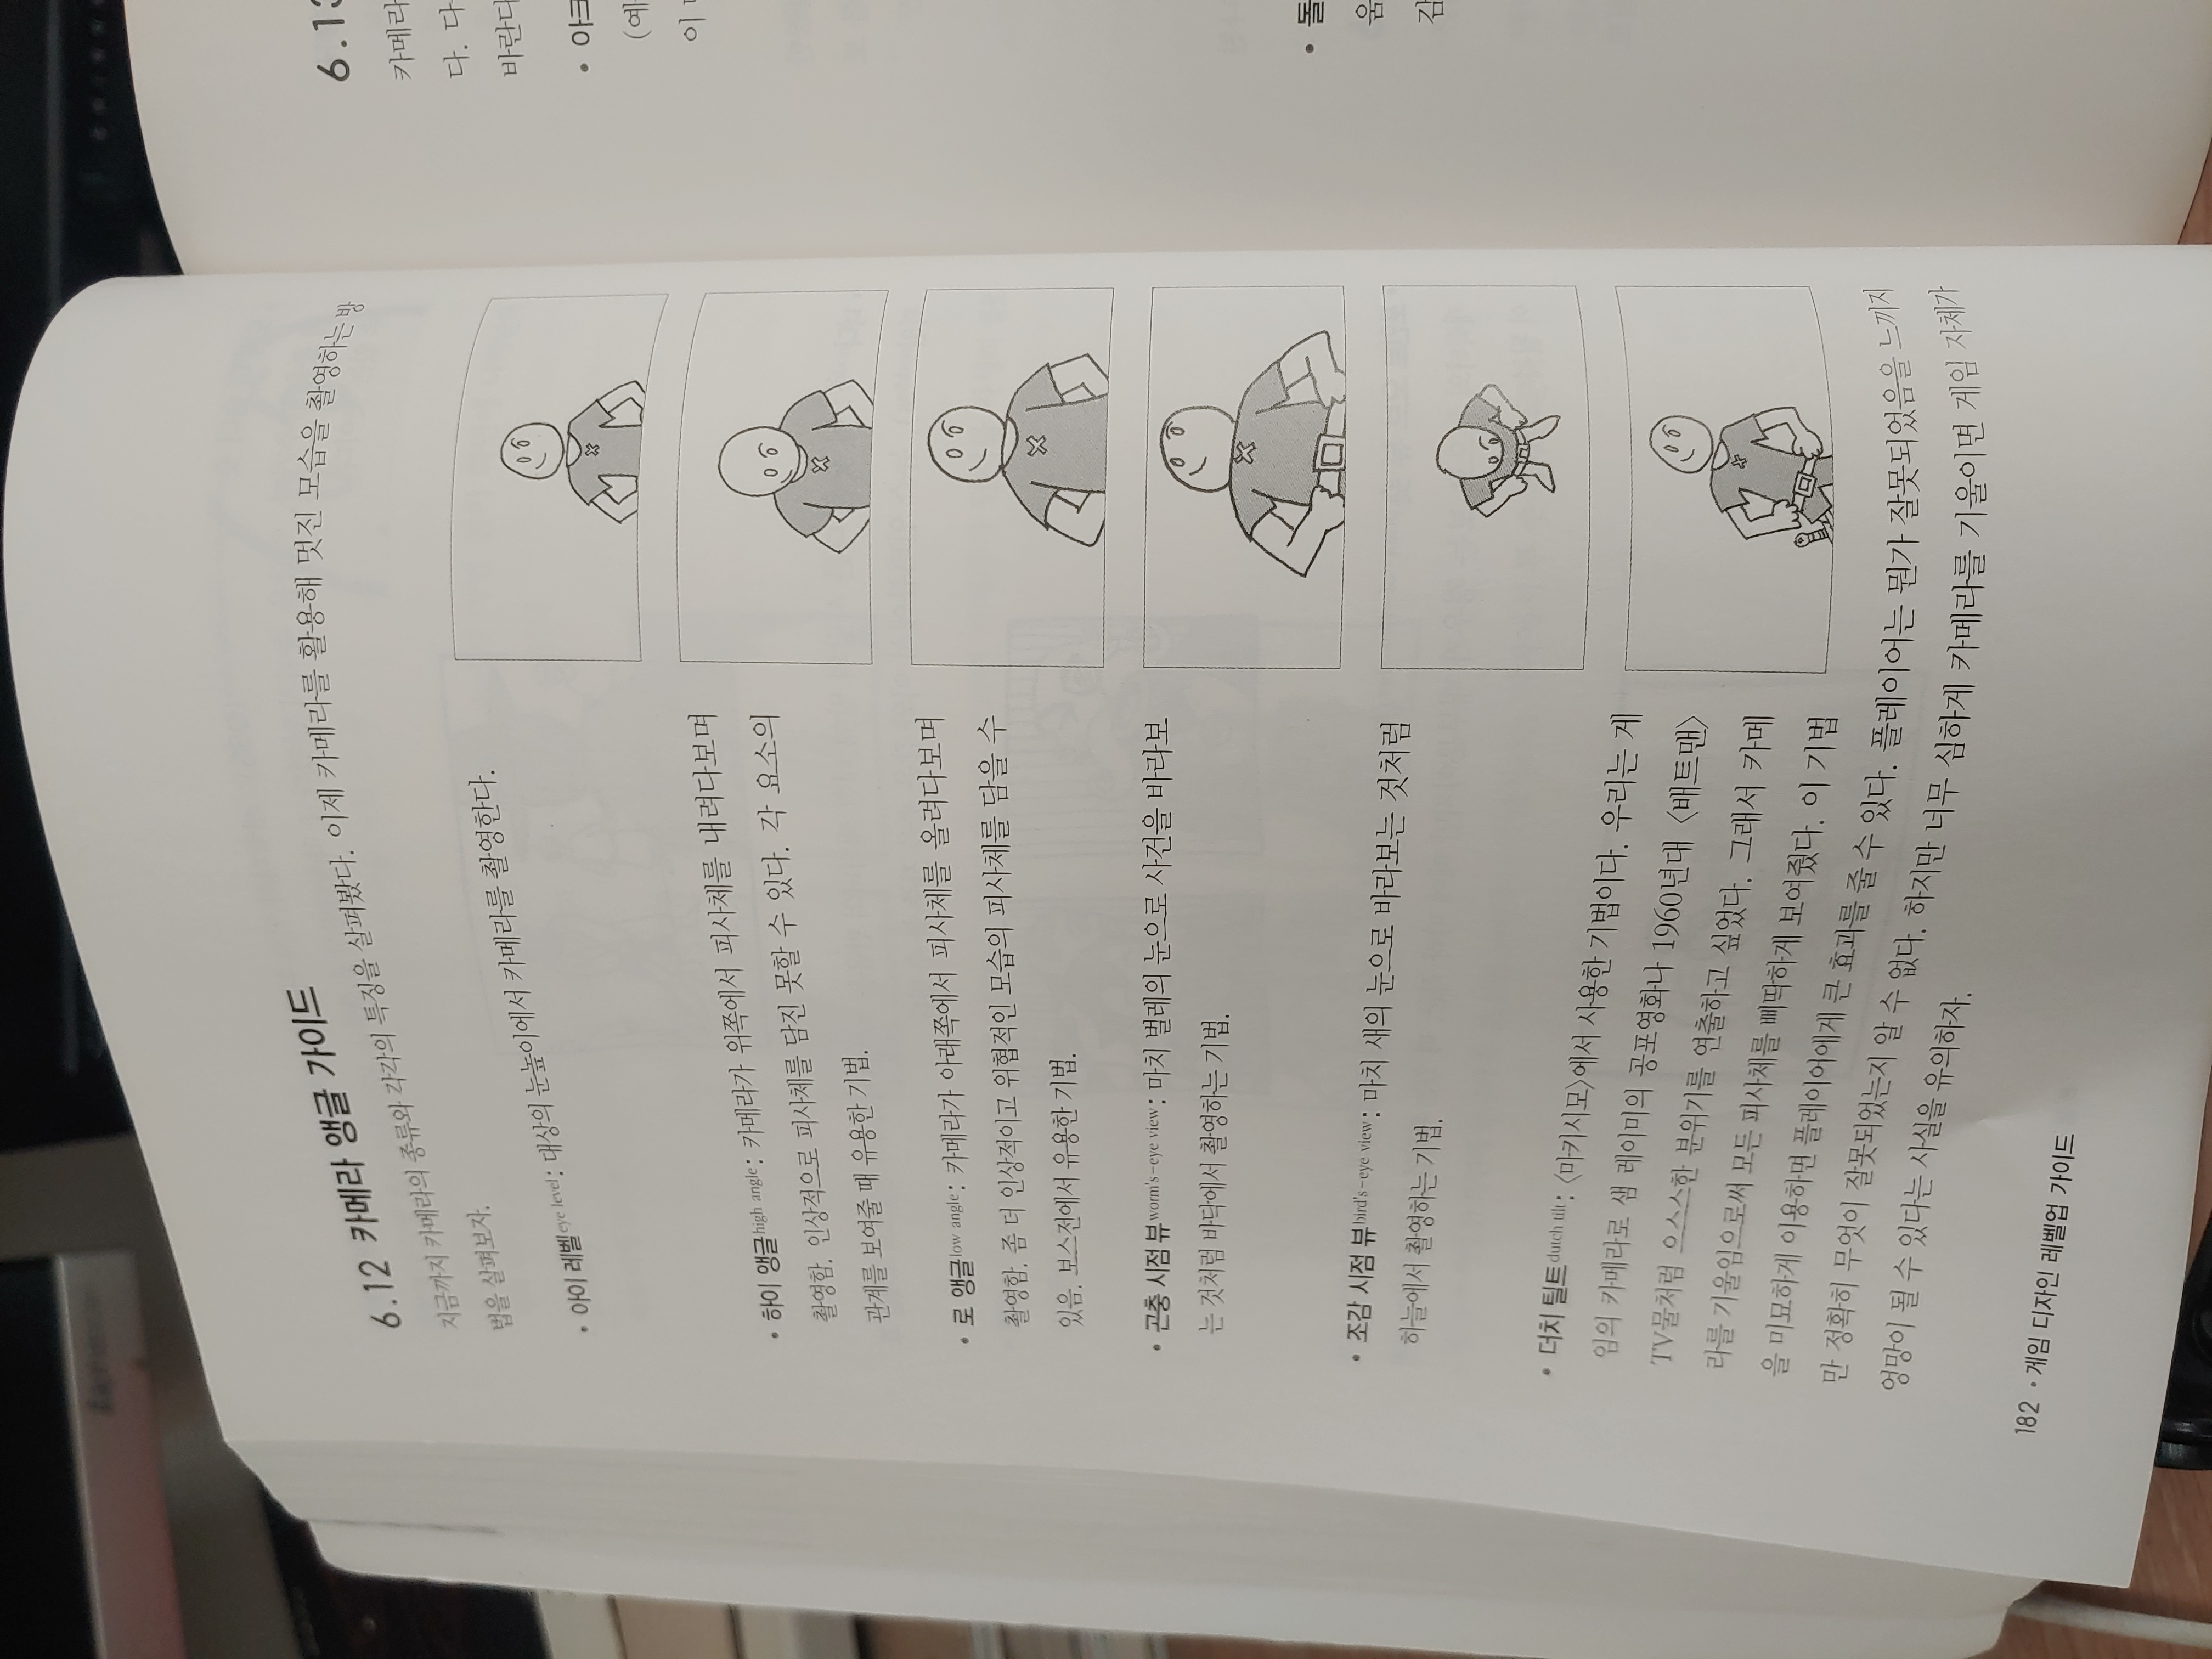 6.12 카메라 앵글 가이드
지금까지 카메라의 종류와 각각의 특징을 살펴봤다. 이제 카메라를 활용해 멋진 모습을 촬영하는 방
법을 살펴보자.
• 아이 레벨eye level: 대상의 눈높이에서 카메라를 촬영한다.
• 하이 앵글high angle: 카메라가 위쪽에서 피사체를 내려다보며
촬영함. 인상적으로 피사체를 담진 못할 수 있다. 각 요소의
관계를 보여줄 때 유용한 기법.
• 로 앵글low angle: 카메라가 아래쪽에서 피사체를 올려다보며
촬영함. 좀 더 인상적이고 위협적인 모습의 피사체를 담을 수
있음. 보스전에서 유용한 기법.
• 곤충 시점 뷰worm's-eye view: 마치 벌레의 눈으로 사건을 바라보
는 것처럼 바닥에서 촬영하는 기법.
• 조감 시점 뷰bird's-eye view: 마치 새의 눈으로 바라보는 것처럼
하늘에서 촬영하는 기법.
• 더치 틸트dutch tilt: 〈마키시모〉에서 사용한 기법이다. 우리는 게
임의 카메라로 샘 레이미의 공포영화나 1960년대 〈배트맨〉
TV물처럼 으스스한 분위기를 연출하고 싶었다. 그래서 카메
라를 기울임으로써 모든 피사체를 삐딱하게 보여줬다. 이 기법
을 미묘하게 이용하면 플레이어에게 큰 효과를 줄 수 있다. 플레이어는 뭔가 잘못되었음을 느끼지
만 정확히 무엇이 잘못되었는지 알 수 없다. 하지만 너무 심하게 카메라를 기울이면 게임 자체가
엉망이 될 수 있다는 사실을 유의하자.
182 • 게임 디자인 레벨업 가이드
6.13
카메라
다. 다
바란다
• 아크
(예
이
• 돌
움
감